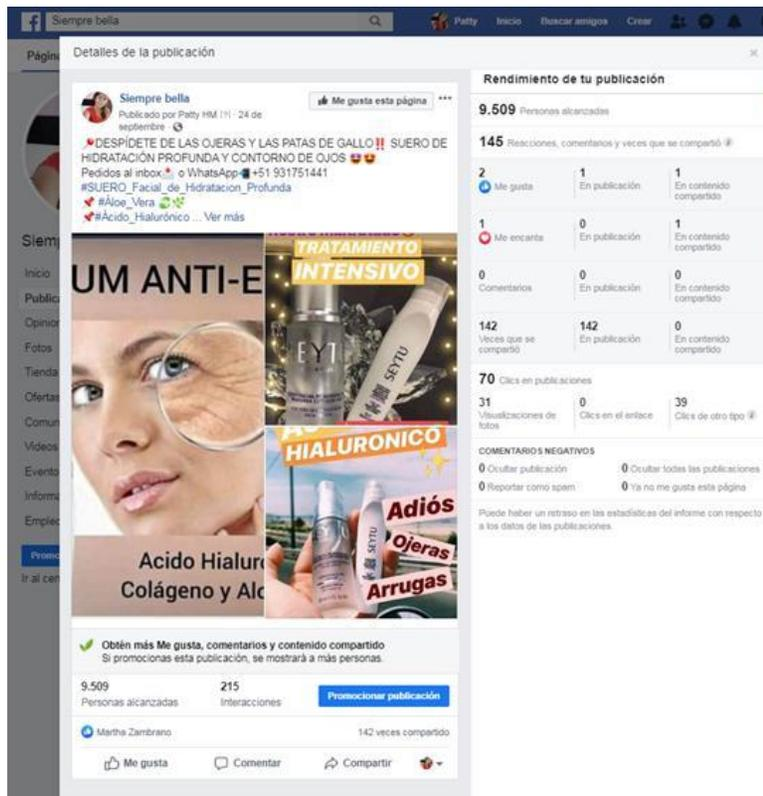 Siempre bella
Patty Inicio Buscar amigos Crear
Página
Detalles de la publicación
Siempre bella
Me gusta esta página
Publicado por Patty HM [?] · 24 de
septiembre ·
DESPÍDETE DE LAS OJERAS Y LAS PATAS DE GALLO‼ SUERO DE
HIDRATACIÓN PROFUNDA Y CONTORNO DE OJOS
Pedidos al inbox o WhatsApp +51 931751441
#SUERO_Facial_de_Hidratacion_Profunda
#Áloe_Vera
#Ácido_Hialurónico ... Ver más
UM ANTI-E
TRATAMIENTO
INTENSIVO
SEYTU
Acido Hialuro
Colágeno y Alo
HIALURONICO
SEYTU
Adiós
Ojeras
Arrugas
Obtén más Me gusta, comentarios y contenido compartido
Si promocionas esta publicación, se mostrará a más personas.
9.509
Personas alcanzadas
215
Interacciones
Promocionar publicación
Martha Zambrano
142 veces compartido
Me gusta
Comentar
Compartir
Siem
Inicio
Public
Opinior
Fotos
Tienda
Ofertas
Comun
Videos
Evento
Informa
Emplec
Promo
Ir al cen
Rendimiento de tu publicación
9.509 Personas alcanzadas
145 Reacciones, comentarios y veces que se compartió
2
Me gusta
1
En publicación
1
En contenido
compartido
1
Me encanta
0
En publicación
1
En contenido
compartido
0
Comentarios
0
En publicación
0
En contenido
compartido
142
Veces que se
compartió
142
En publicación
0
En contenido
compartido
70 Clics en publicaciones
31
Visualizaciones de
fotos
0
Clics en el enlace
39
Clics de otro tipo
COMENTARIOS NEGATIVOS
0 Ocultar publicación
0 Ocultar todas las publicaciones
0 Reportar como spam
0 Ya no me gusta esta página
Puede haber un retraso en las estadísticas del informe con respecto
a los datos de las publicaciones.